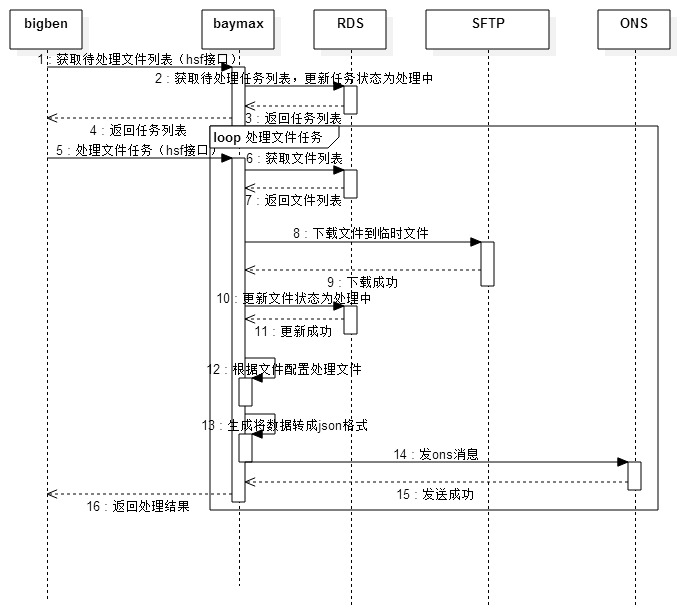 bigben
baymax
RDS
SFTP
ONS
1 : 获取待处理文件列表（hsf接口）
2 : 获取待处理任务列表，更新任务状态为处理中
3 : 返回任务列表
4 : 返回任务列表
loop 处理文件任务
5 : 处理文件任务（hsf接口）
6 : 获取文件列表
7 : 返回文件列表
8 : 下载文件到临时文件
9 : 下载成功
10 : 更新文件状态为处理中
11 : 更新成功
12 : 根据文件配置处理文件
13 : 生成将数据转成json格式
14 : 发ons消息
15 : 发送成功
16 : 返回处理结果